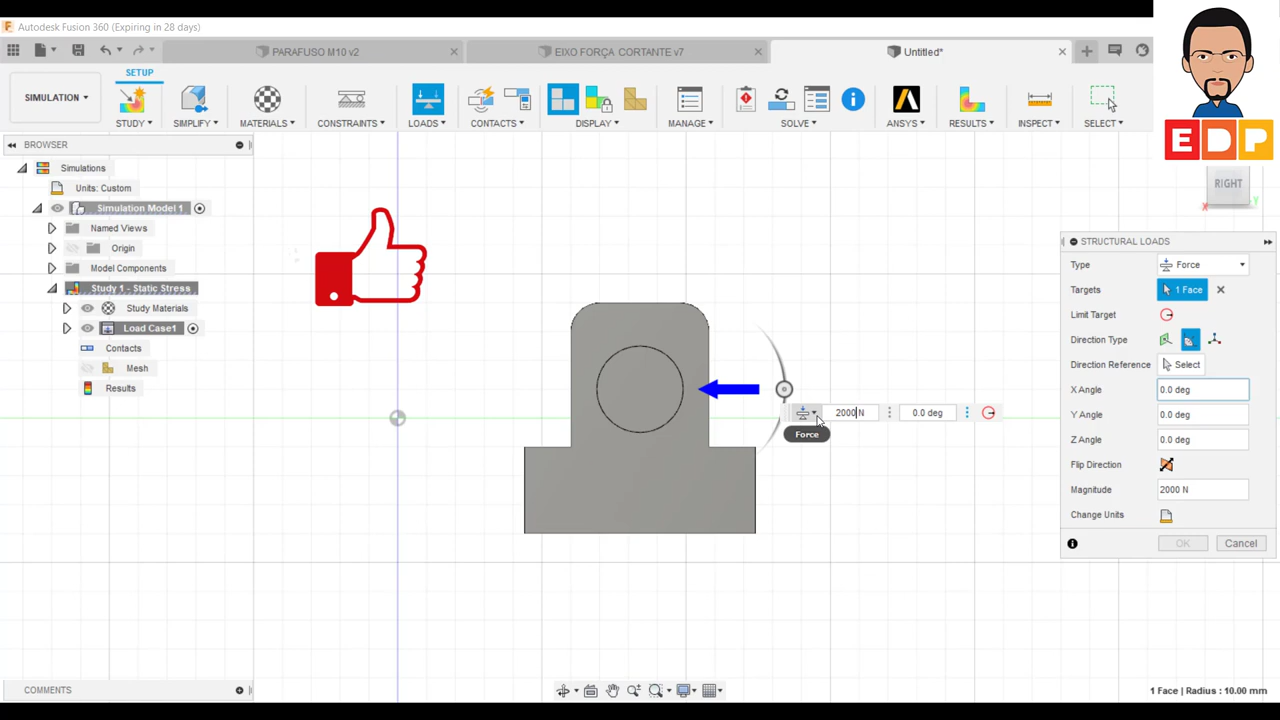 Autodesk Fusion 360 (Expiring in 28 days)
PARAFUSO M10 v2
EIXO FORÇA CORTANTE v7
Untitled*
SETUP
SIMULATION
STUDY
SIMPLIFY
MATERIALS
CONSTRAINTS
LOADS
CONTACTS
DISPLAY
MANAGE
SOLVE
ANSYS
RESULTS
INSPECT
SELECT
EDP
BROWSER
Simulations
Units: Custom
Simulation Model 1
Named Views
Origin
Model Components
Study 1 - Static Stress
Study Materials
Load Case1
Contacts
Mesh
Results
RIGHT
X
Y
2000 N
0.0 deg
Force
STRUCTURAL LOADS
Type Force
Targets 1 Face
Limit Target
Direction Type
Direction Reference Select
X Angle 0.0 deg
Y Angle 0.0 deg
Z Angle 0.0 deg
Flip Direction
Magnitude 2000 N
Change Units
OK Cancel
COMMENTS
1 Face | Radius : 10.00 mm